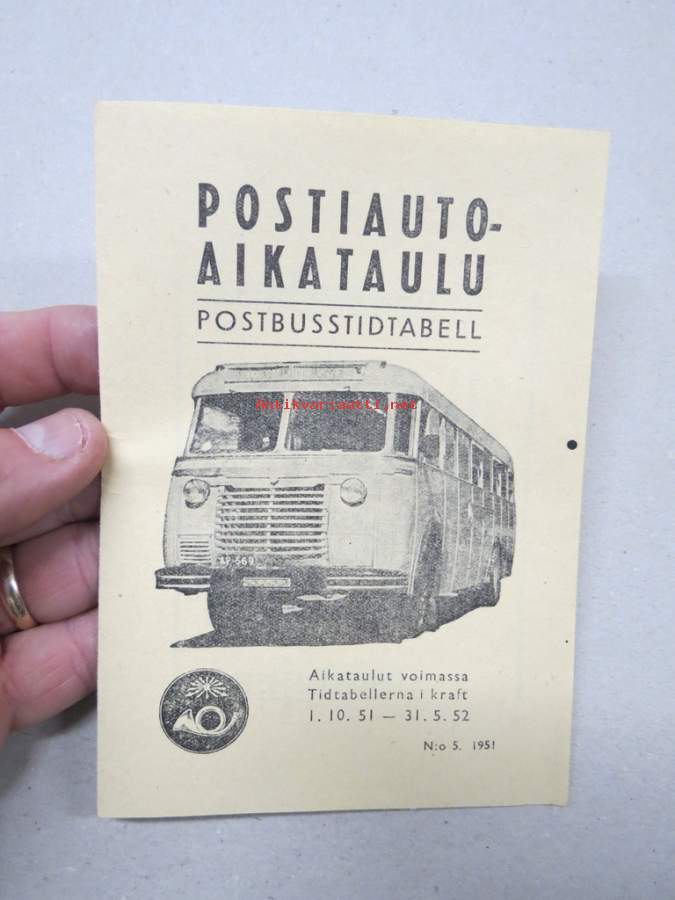 POSTIAUTO-
AIKATAULU
POSTBUSSTIDTABELL
Antikvariaatti.net
Aikataulut voimassa
Tidtabellerna i kraft
1. 10. 51 — 31. 5. 52
N:o 5. 1951